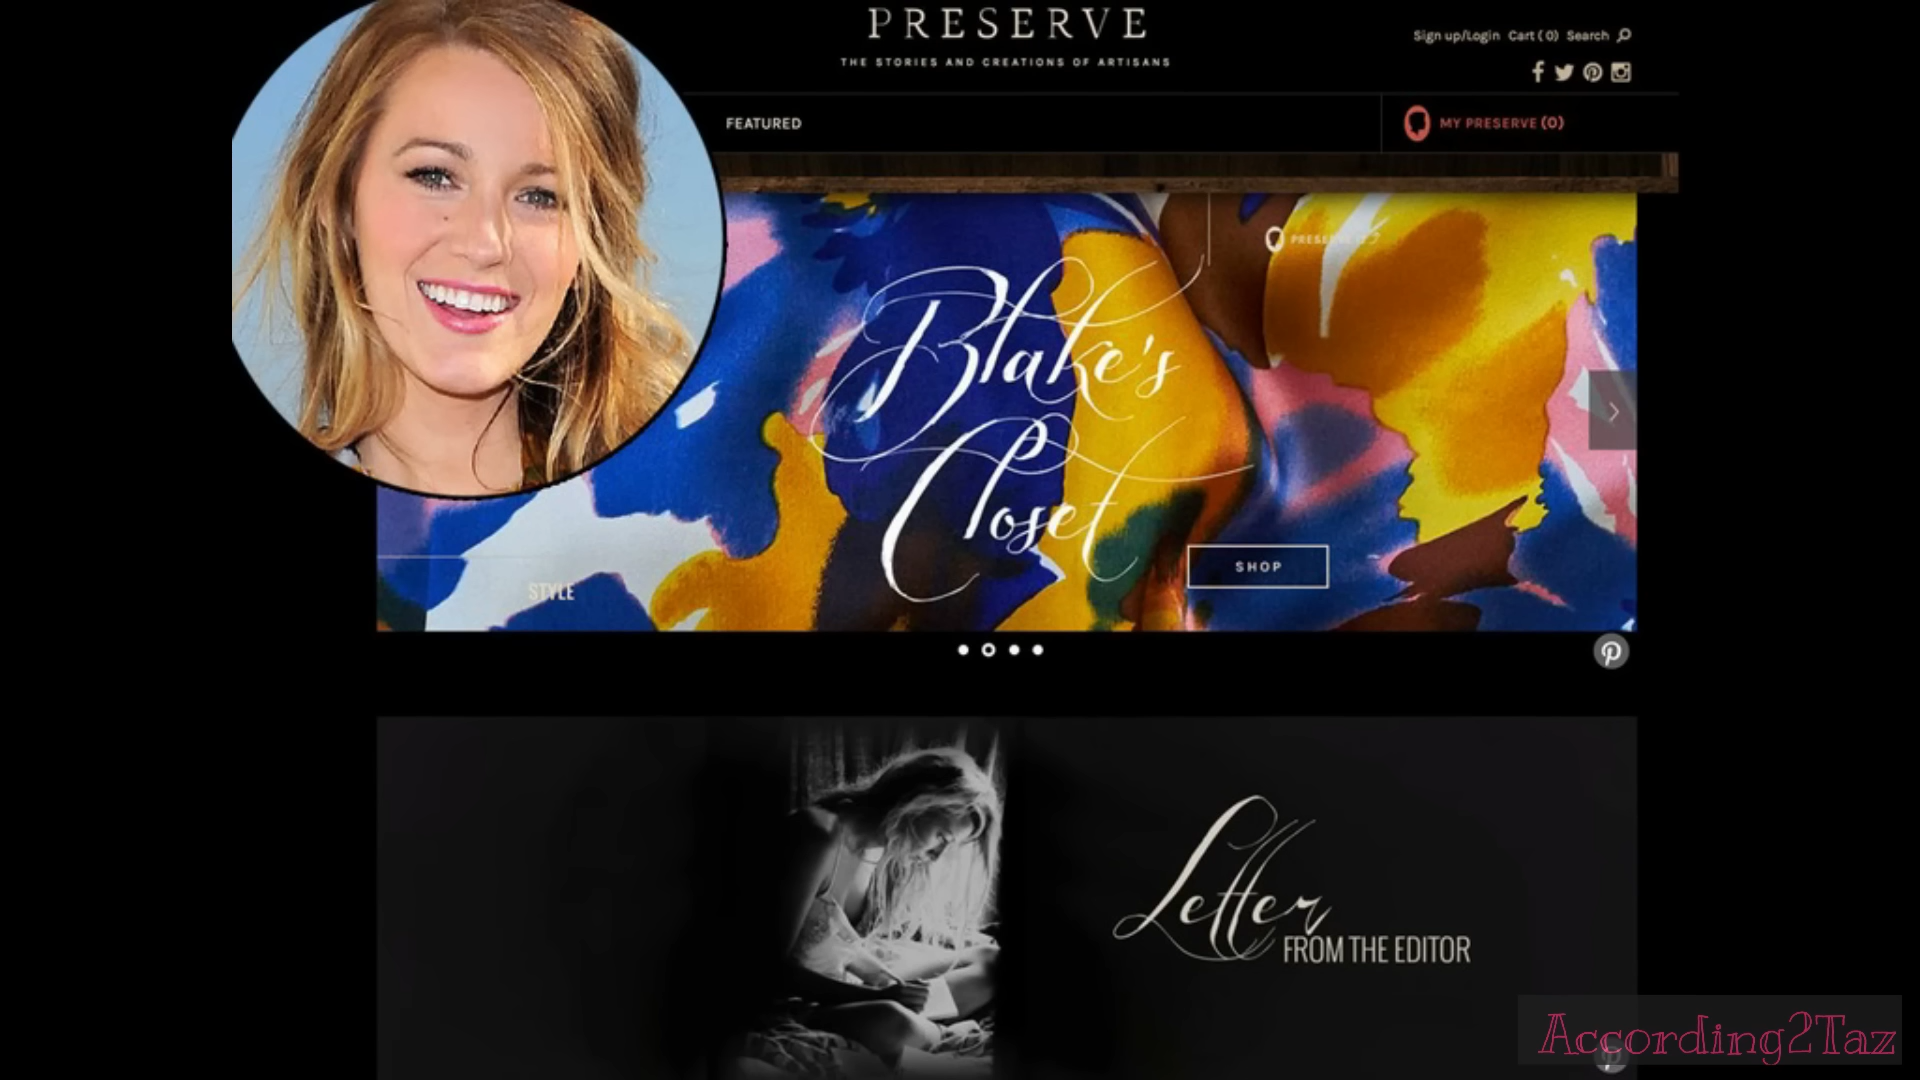 PRESERVE
THE STORIES AND CREATIONS OF ARTISANS
Sign up/Login Cart ( 0) Search
FEATURED
MY PRESERVE (0)
Blake's
Closet
SHOP
STYLE
Letter
FROM THE EDITOR
According2Taz